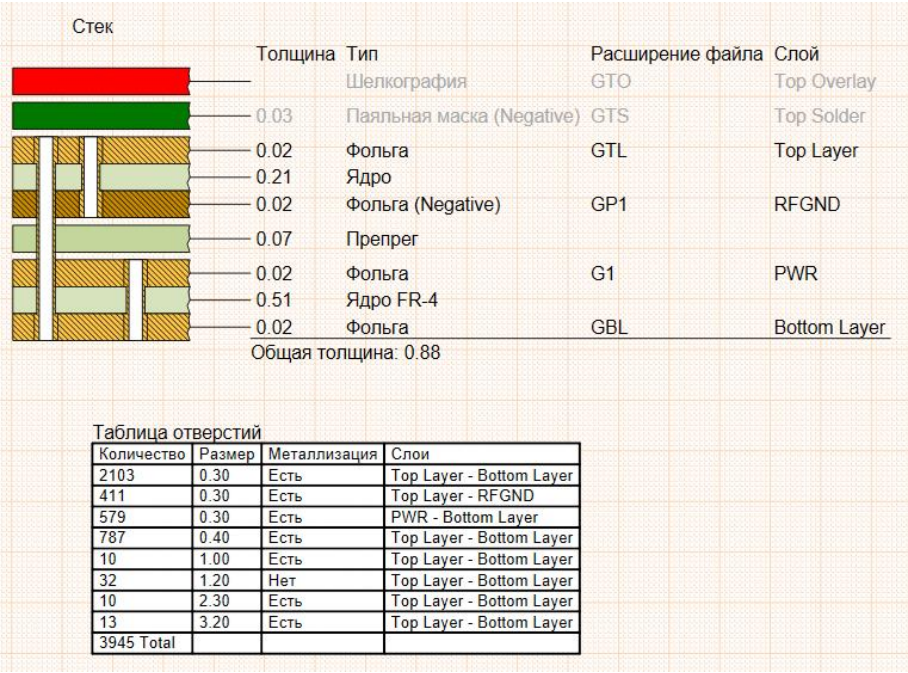 Стек
Толщина Тип Расширение файла Слой
Шелкография GTO Top Overlay
0.03 Паяльная маска (Negative) GTS Top Solder
0.02 Фольга GTL Top Layer
0.21 Ядро
0.02 Фольга (Negative) GP1 RFGND
0.07 Препрег
0.02 Фольга G1 PWR
0.51 Ядро FR-4
0.02 Фольга GBL Bottom Layer
Общая толщина: 0.88
Таблица отверстий
Количество Размер Металлизация Слои
2103 0.30 Есть Top Layer - Bottom Layer
411 0.30 Есть Top Layer - RFGND
579 0.30 Есть PWR - Bottom Layer
787 0.40 Есть Top Layer - Bottom Layer
10 1.00 Есть Top Layer - Bottom Layer
32 1.20 Нет Top Layer - Bottom Layer
10 2.30 Есть Top Layer - Bottom Layer
13 3.20 Есть Top Layer - Bottom Layer
3945 Total